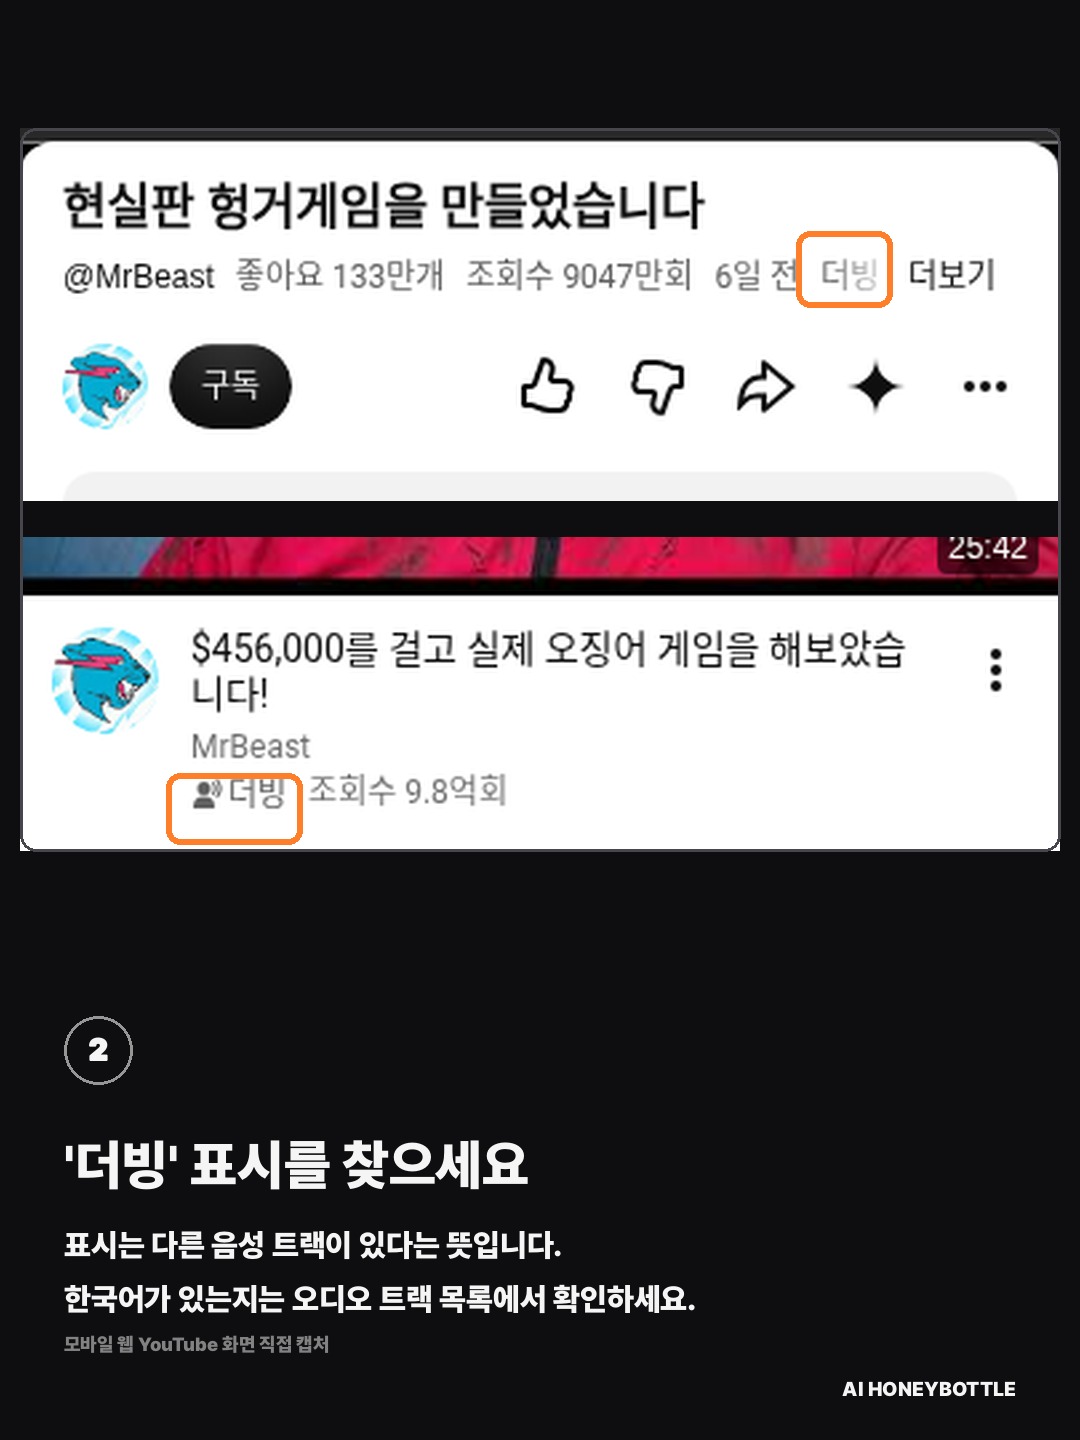 현실판 헝거게임을 만들었습니다
@MrBeast 좋아요 133만개 조회수 9047만회 6일 전 더빙 더보기
구독
25:42
$456,000를 걸고 실제 오징어 게임을 해보았습
니다!
MrBeast
더빙 조회수 9.8억회
2
'더빙' 표시를 찾으세요
표시는 다른 음성 트랙이 있다는 뜻입니다.
한국어가 있는지는 오디오 트랙 목록에서 확인하세요.
모바일 웹 YouTube 화면 직접 캡처
AI HONEYBOTTLE